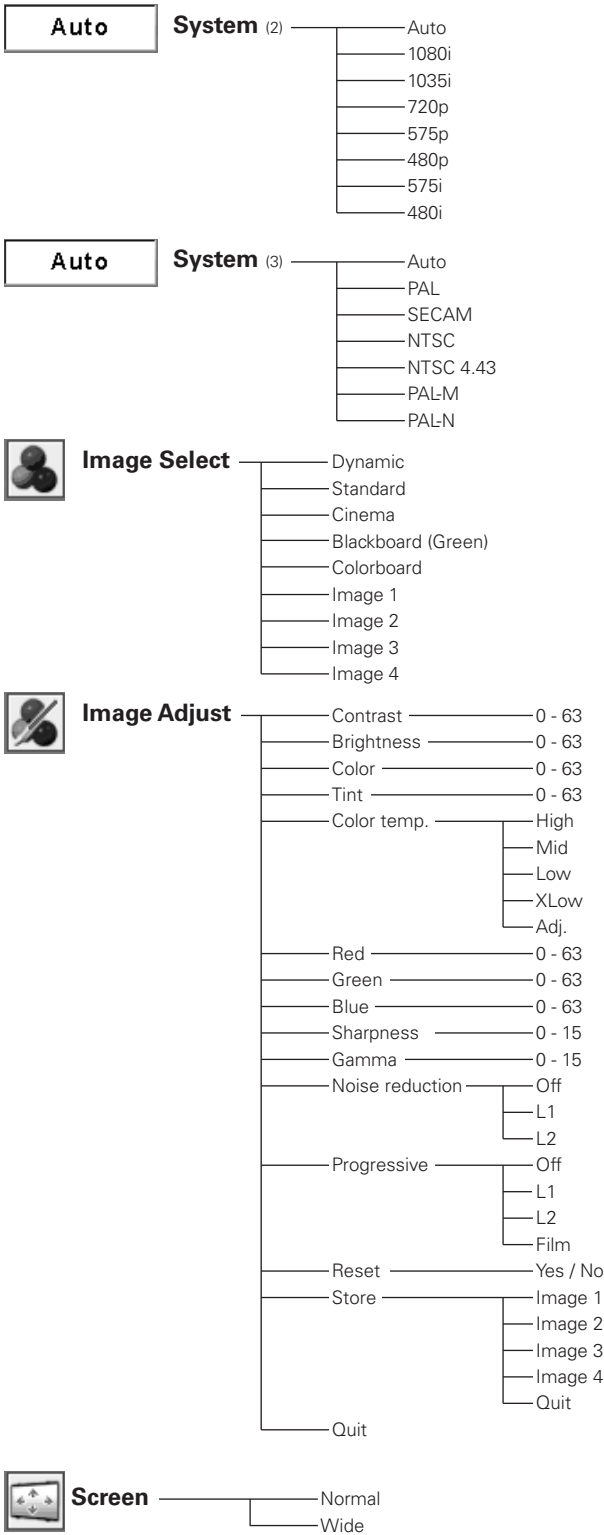 Auto System (2) Auto
1080i
1035i
720p
575p
480p
575i
480i
Auto System (3) Auto
PAL
SECAM
NTSC
NTSC 4.43
PAL-M
PAL-N
Image Select Dynamic
Standard
Cinema
Blackboard (Green)
Colorboard
Image 1
Image 2
Image 3
Image 4
Image Adjust Contrast 0 - 63
Brightness 0 - 63
Color 0 - 63
Tint 0 - 63
Color temp. High
Mid
Low
XLow
Adj.
Red 0 - 63
Green 0 - 63
Blue 0 - 63
Sharpness 0 - 15
Gamma 0 - 15
Noise reduction Off
L1
L2
Progressive Off
L1
L2
Film
Reset Yes / No
Store Image 1
Image 2
Image 3
Image 4
Quit
Quit
Screen Normal
Wide